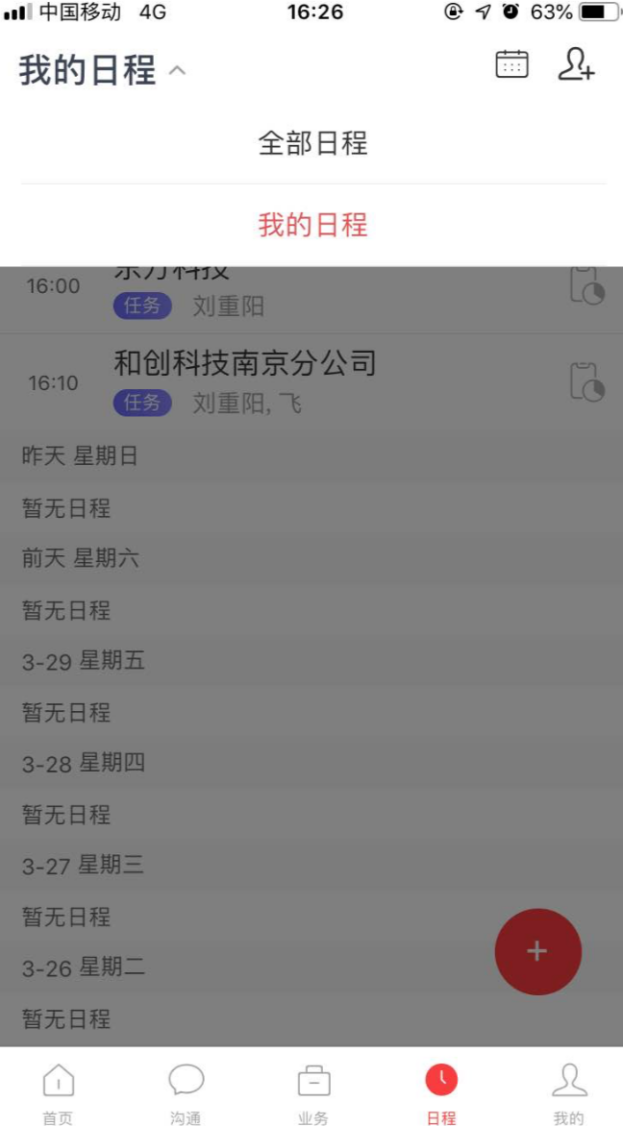 中国移动 4G 16:26 63%
我的日程
全部日程
我的日程
16:00
任务 刘重阳
和创科技南京分公司
16:10
任务 刘重阳, 飞
昨天 星期日
暂无日程
前天 星期六
暂无日程
3-29 星期五
暂无日程
3-28 星期四
暂无日程
3-27 星期三
暂无日程
3-26 星期二
暂无日程
首页 沟通 业务 日程 我的